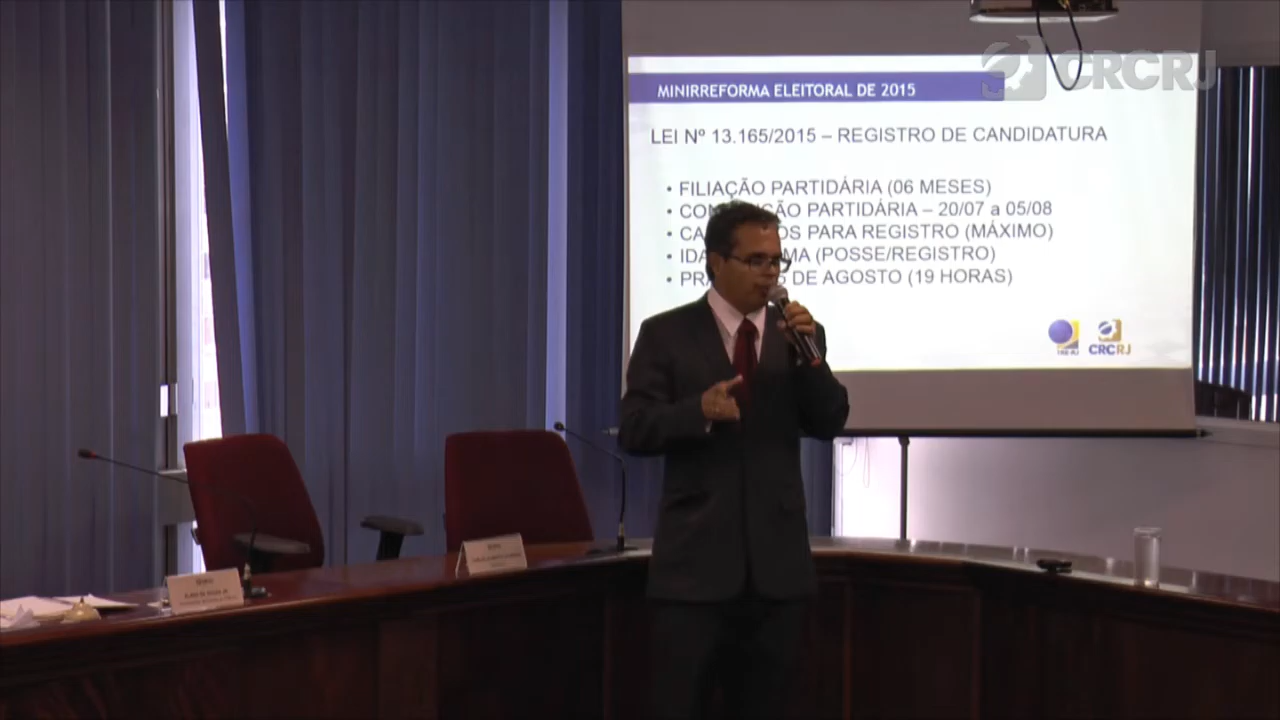 CRCRJ
MINIRREFORMA ELEITORAL DE 2015
LEI Nº 13.165/2015 – REGISTRO DE CANDIDATURA
• FILIAÇÃO PARTIDÁRIA (06 MESES)
• CON ÇÃO PARTIDÁRIA – 20/07 a 05/08
• CA OS PARA REGISTRO (MÁXIMO)
• IDA MA (POSSE/REGISTRO)
• PRA DE AGOSTO (19 HORAS)
CRCRJ